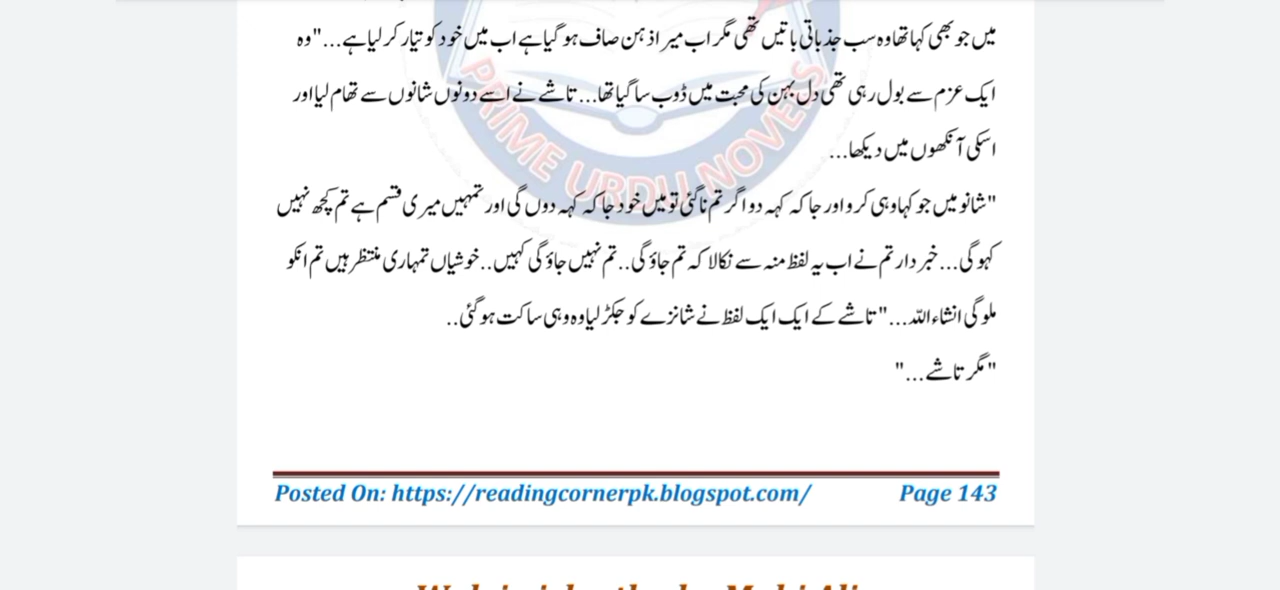 میں جو بھی کہا تھا وہ سب جذباتی باتیں تھی مگر اب میرا ذہن صاف ہو گیا ہے اب میں خود کو تیار کر لیا ہے..."وہ
ایک عزم سے بول رہی تھی دل بہن کی محبت میں ڈوب سا گیا تھا... تاشے نے اسے دونوں شانوں سے تھام لیا اور
اسکی آنکھوں میں دیکھا...
"شانو میں جو کہا وہی کرو اور جا کہ کہہ دو اگر تم نا گئی تو میں خود جا کہ کہہ دوں گی اور تمہیں میری قسم ہے تم کچھ نہیں
کہو گی... خبر دار تم نے اب یہ لفظ منہ سے نکالا کہ تم جاؤ گی.. تم نہیں جاؤ گی کہیں.. خوشیاں تمہاری منتظر ہیں تم انکو
ملو گی انشاء اللہ..." تاشے کے ایک ایک لفظ نے شانزے کو جکڑ لیا وہ وہی ساکت ہو گئی..
"مگر تاشے..."
PRIME URDU NOVELS
Posted On: https://readingcornerpk.blogspot.com/ Page 143